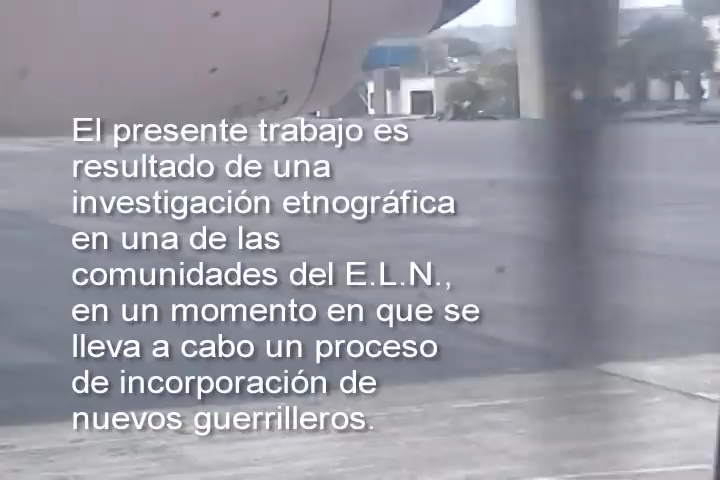 El presente trabajo es
resultado de una
investigación etnográfica
en una de las
comunidades del E.L.N.,
en un momento en que se
lleva a cabo un proceso
de incorporación de
nuevos guerrilleros.